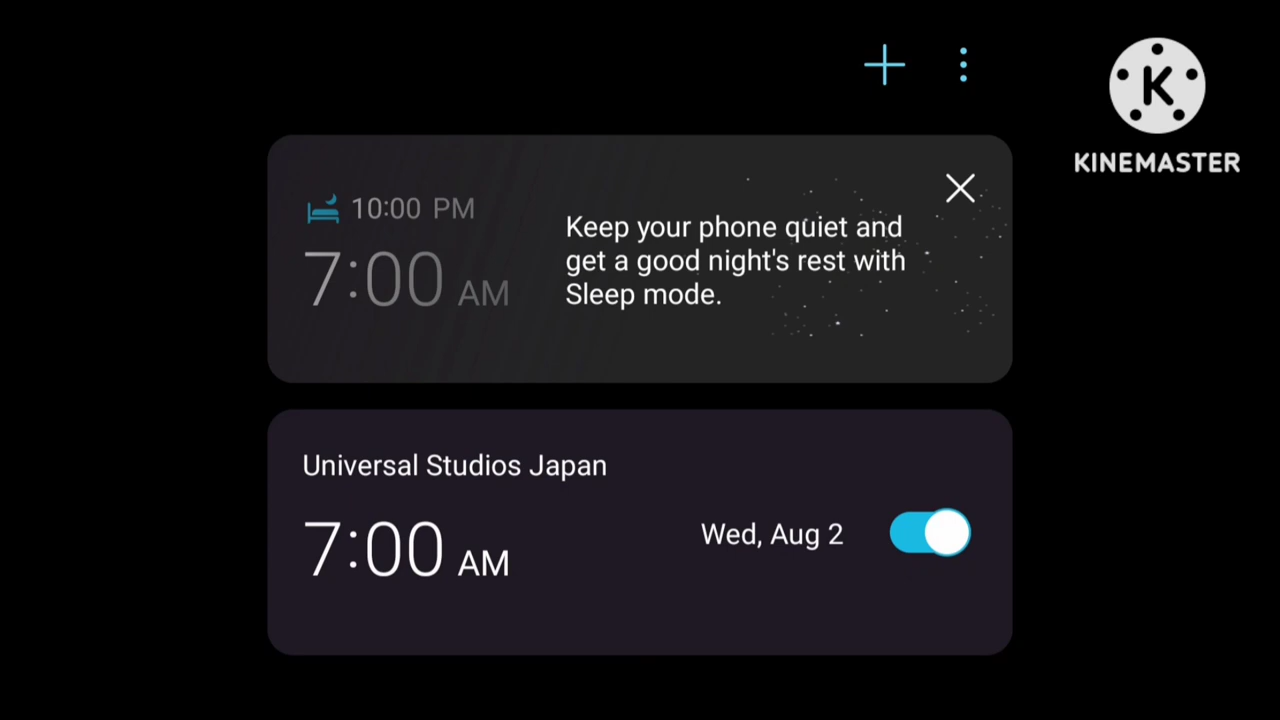 K
KINEMASTER
10:00 PM
7:00 AM
Keep your phone quiet and
get a good night's rest with
Sleep mode.
Universal Studios Japan
7:00 AM
Wed, Aug 2